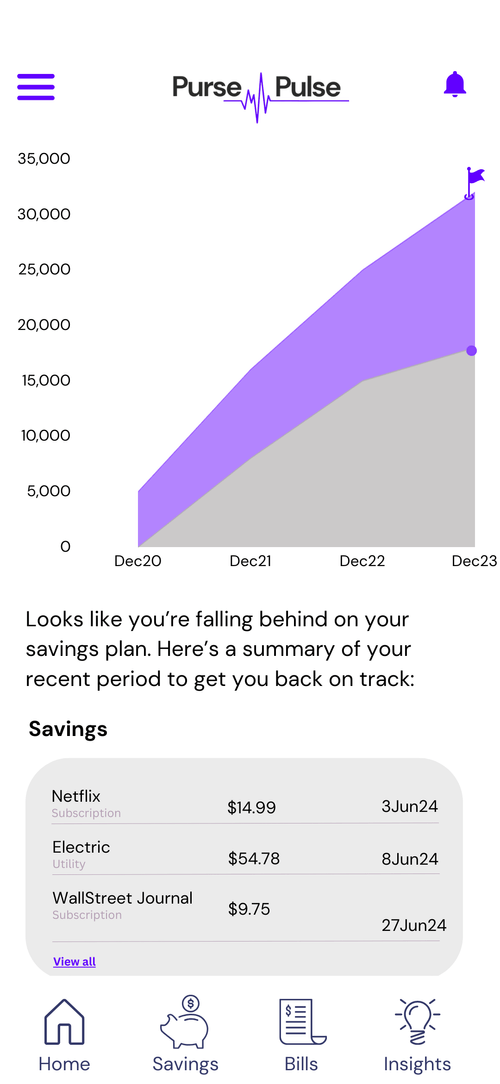 Purse Pulse
35,000
30,000
25,000
20,000
15,000
10,000
5,000
0
Dec20 Dec21 Dec22 Dec23
Looks like you’re falling behind on your
savings plan. Here’s a summary of your
recent period to get you back on track:
Savings
Netflix $14.99 3Jun24
Subscription
Electric $54.78 8Jun24
Utility
WallStreet Journal $9.75 27Jun24
Subscription
View all
$ $
Home Savings Bills Insights